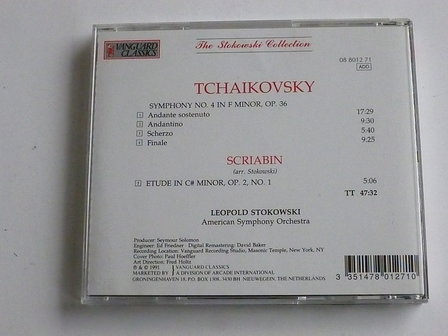 VANGUARD
CLASSICS
The Stokowski Collection
08 8012 71
ADD
TCHAIKOVSKY
SYMPHONY NO. 4 IN F MINOR, OP. 36
1 Andante sostenuto 17:29
2 Andantino 9:30
3 Scherzo 5:40
4 Finale 9:25
SCRIABIN
(arr. Stokowski)
5 ETUDE IN C# MINOR, OP. 2, NO. 1 5:06
TT 47:32
LEOPOLD STOKOWSKI
American Symphony Orchestra
Producer: Seymour Solomon
Engineer: Ed Friedner · Digital Remastering: David Baker
Recording Location: Vanguard Recording Studio, Masonic Temple, New York, NY
Cover Photo: Paul Hoeffler
Art Direction: Fred Holtz
℗ & © 1991 VANGUARD CLASSICS
MARKETED BY A DIVISION OF ARCADE INTERNATIONAL
GRONINGENHAVEN 18, P.O. BOX 1308, 3430 BH NIEUWEGEIN, THE NETHERLANDS
3 351478 012710